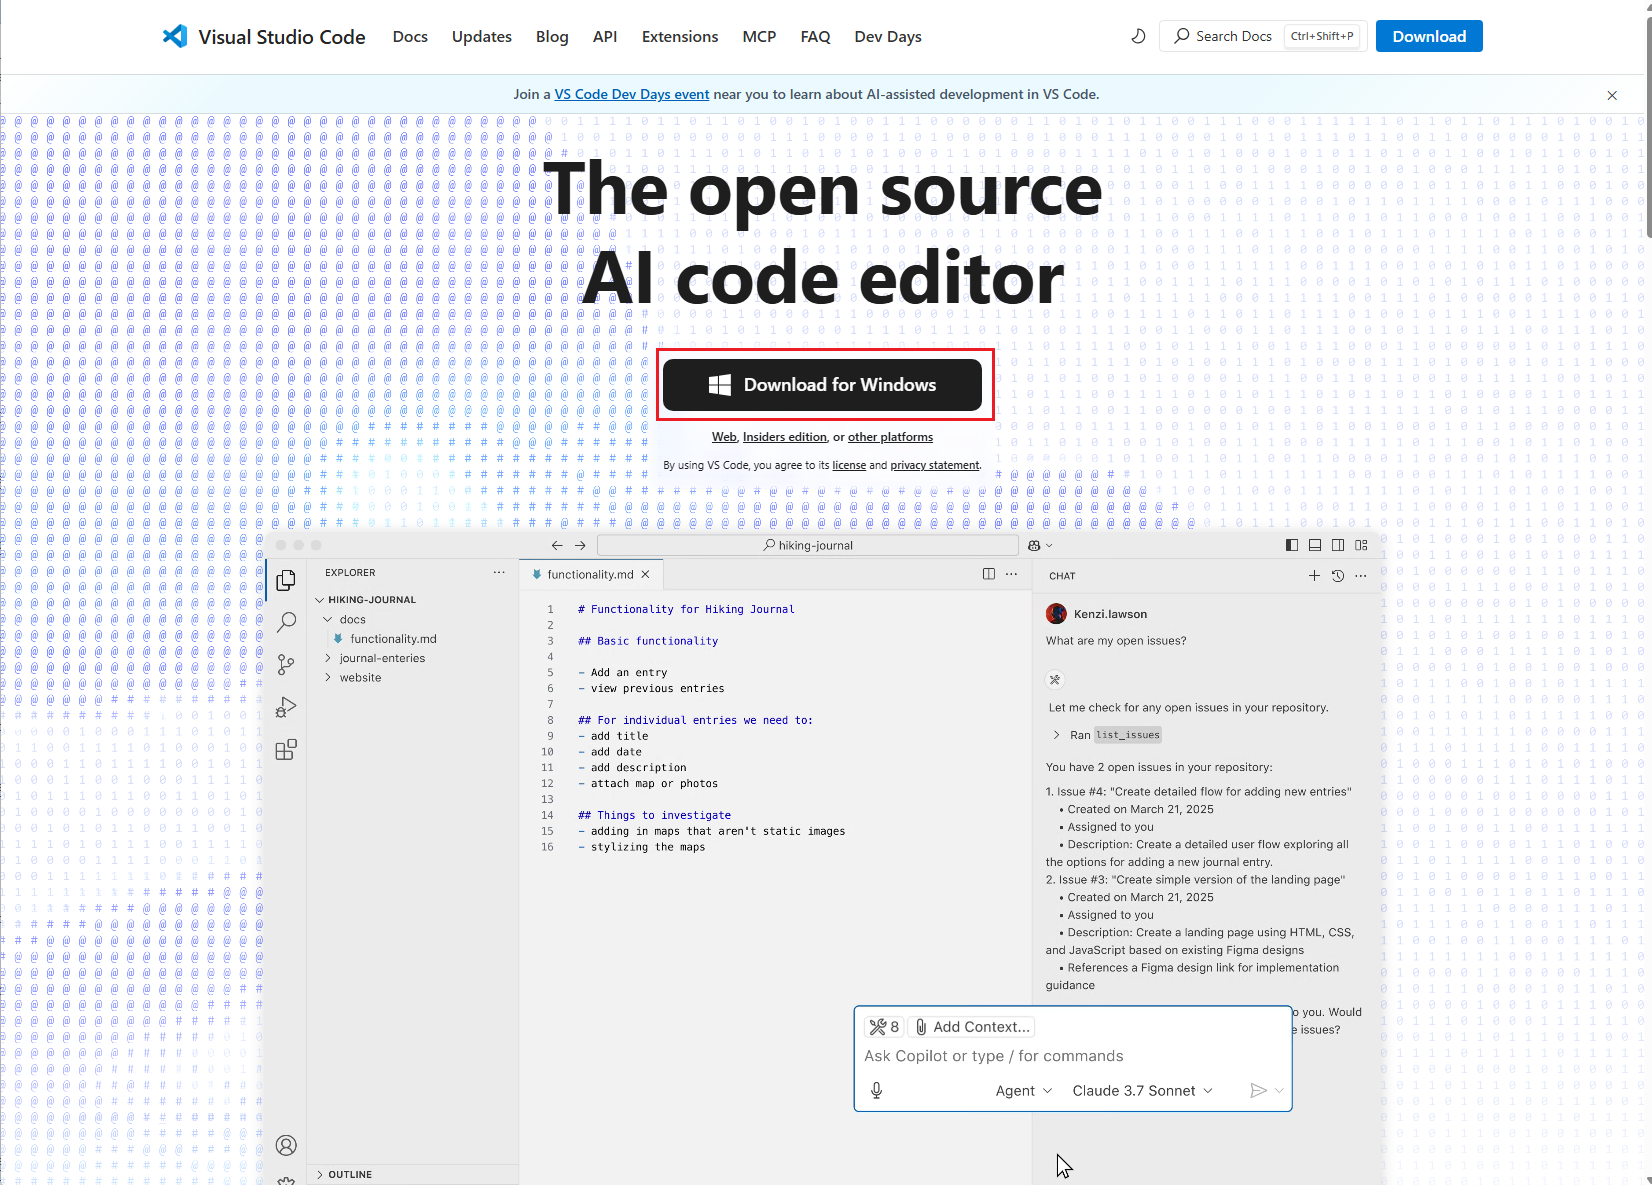 Visual Studio Code Docs Updates Blog API Extensions MCP FAQ Dev Days Search Docs Ctrl+Shift+P Download
Join a VS Code Dev Days event near you to learn about AI-assisted development in VS Code.
The open source
AI code editor
Download for Windows
Web, Insiders edition, or other platforms
By using VS Code, you agree to its license and privacy statement.
hiking-journal
EXPLORER
HIKING-JOURNAL
docs
functionality.md
journal-enteries
website
OUTLINE
functionality.md
1 # Functionality for Hiking Journal
2
3 ## Basic functionality
4
5 - Add an entry
6 - view previous entries
7
8 ## For individual entries we need to:
9 - add title
10 - add date
11 - add description
12 - attach map or photos
13
14 ## Things to investigate
15 - adding in maps that aren't static images
16 - stylizing the maps
CHAT
Kenzi.lawson
What are my open issues?
Let me check for any open issues in your repository.
Ran list_issues
You have 2 open issues in your repository:
1. Issue #4: "Create detailed flow for adding new entries"
• Created on March 21, 2025
• Assigned to you
• Description: Create a detailed user flow exploring all
the options for adding a new journal entry.
2. Issue #3: "Create simple version of the landing page"
• Created on March 21, 2025
• Assigned to you
• Description: Create a landing page using HTML, CSS,
and JavaScript based on existing Figma designs
• References a Figma design link for implementation
guidance
o you. Would
issues?
8 Add Context...
Ask Copilot or type / for commands
Agent Claude 3.7 Sonnet